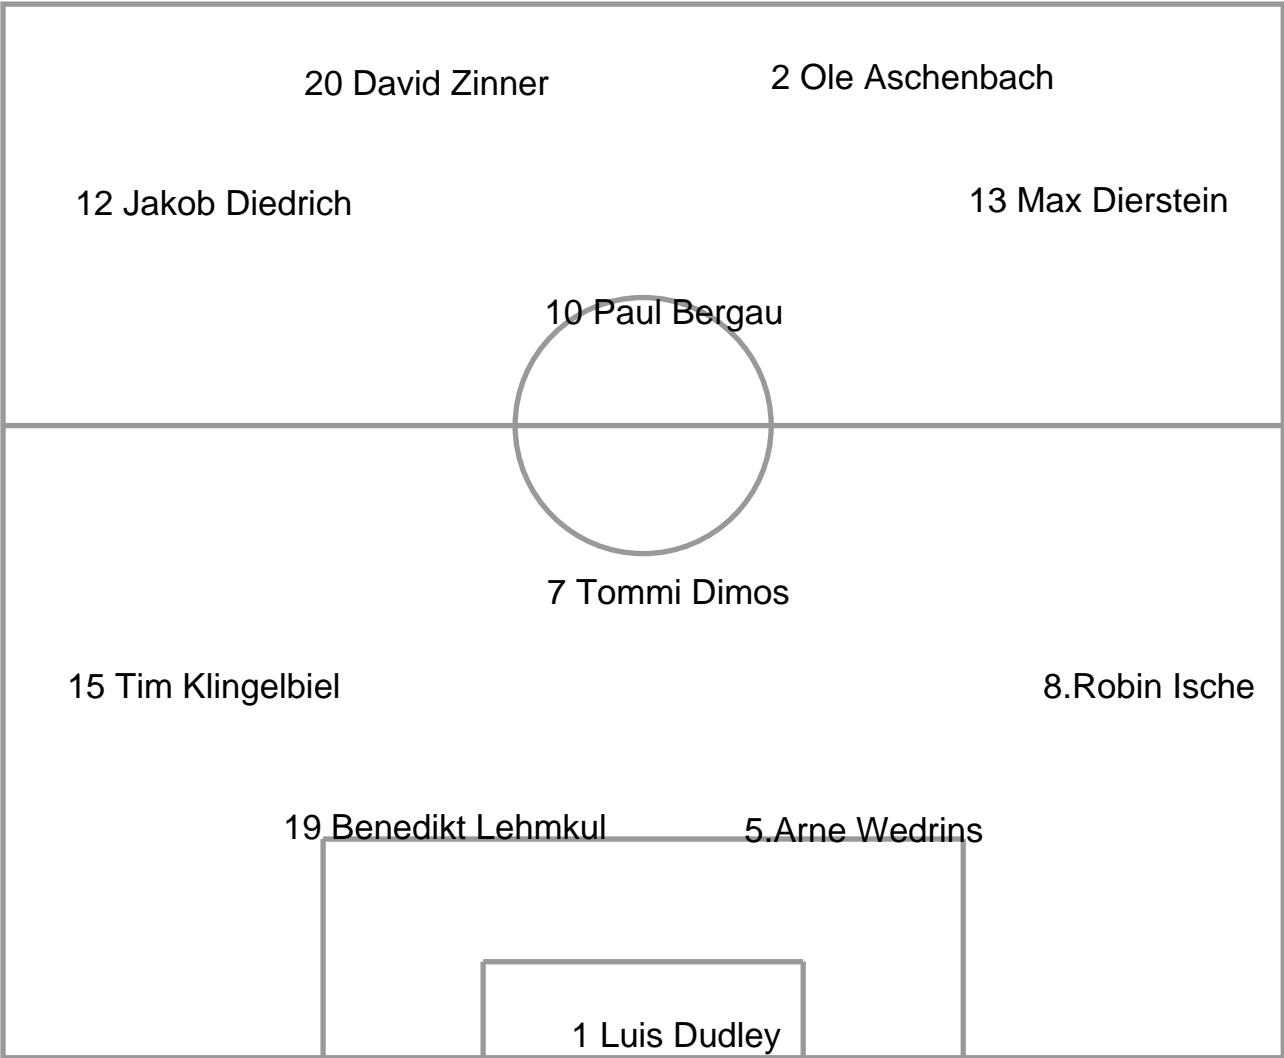 20 David Zinner
2 Ole Aschenbach
12 Jakob Diedrich
13 Max Dierstein
10 Paul Bergau
7 Tommi Dimos
15 Tim Klingelbiel
8.Robin Ische
19 Benedikt Lehmkul
5.Arne Wedrins
1 Luis Dudley